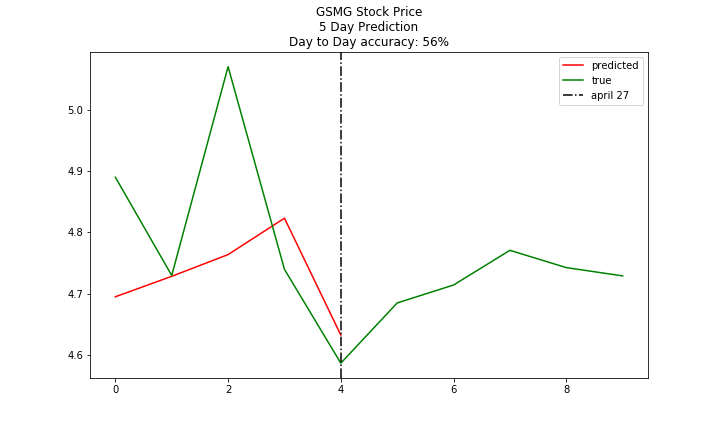 GSMG Stock Price
5 Day Prediction
Day to Day accuracy: 56%
predicted
true
april 27
5.0
4.9
4.8
4.7
4.6
0 2 4 6 8